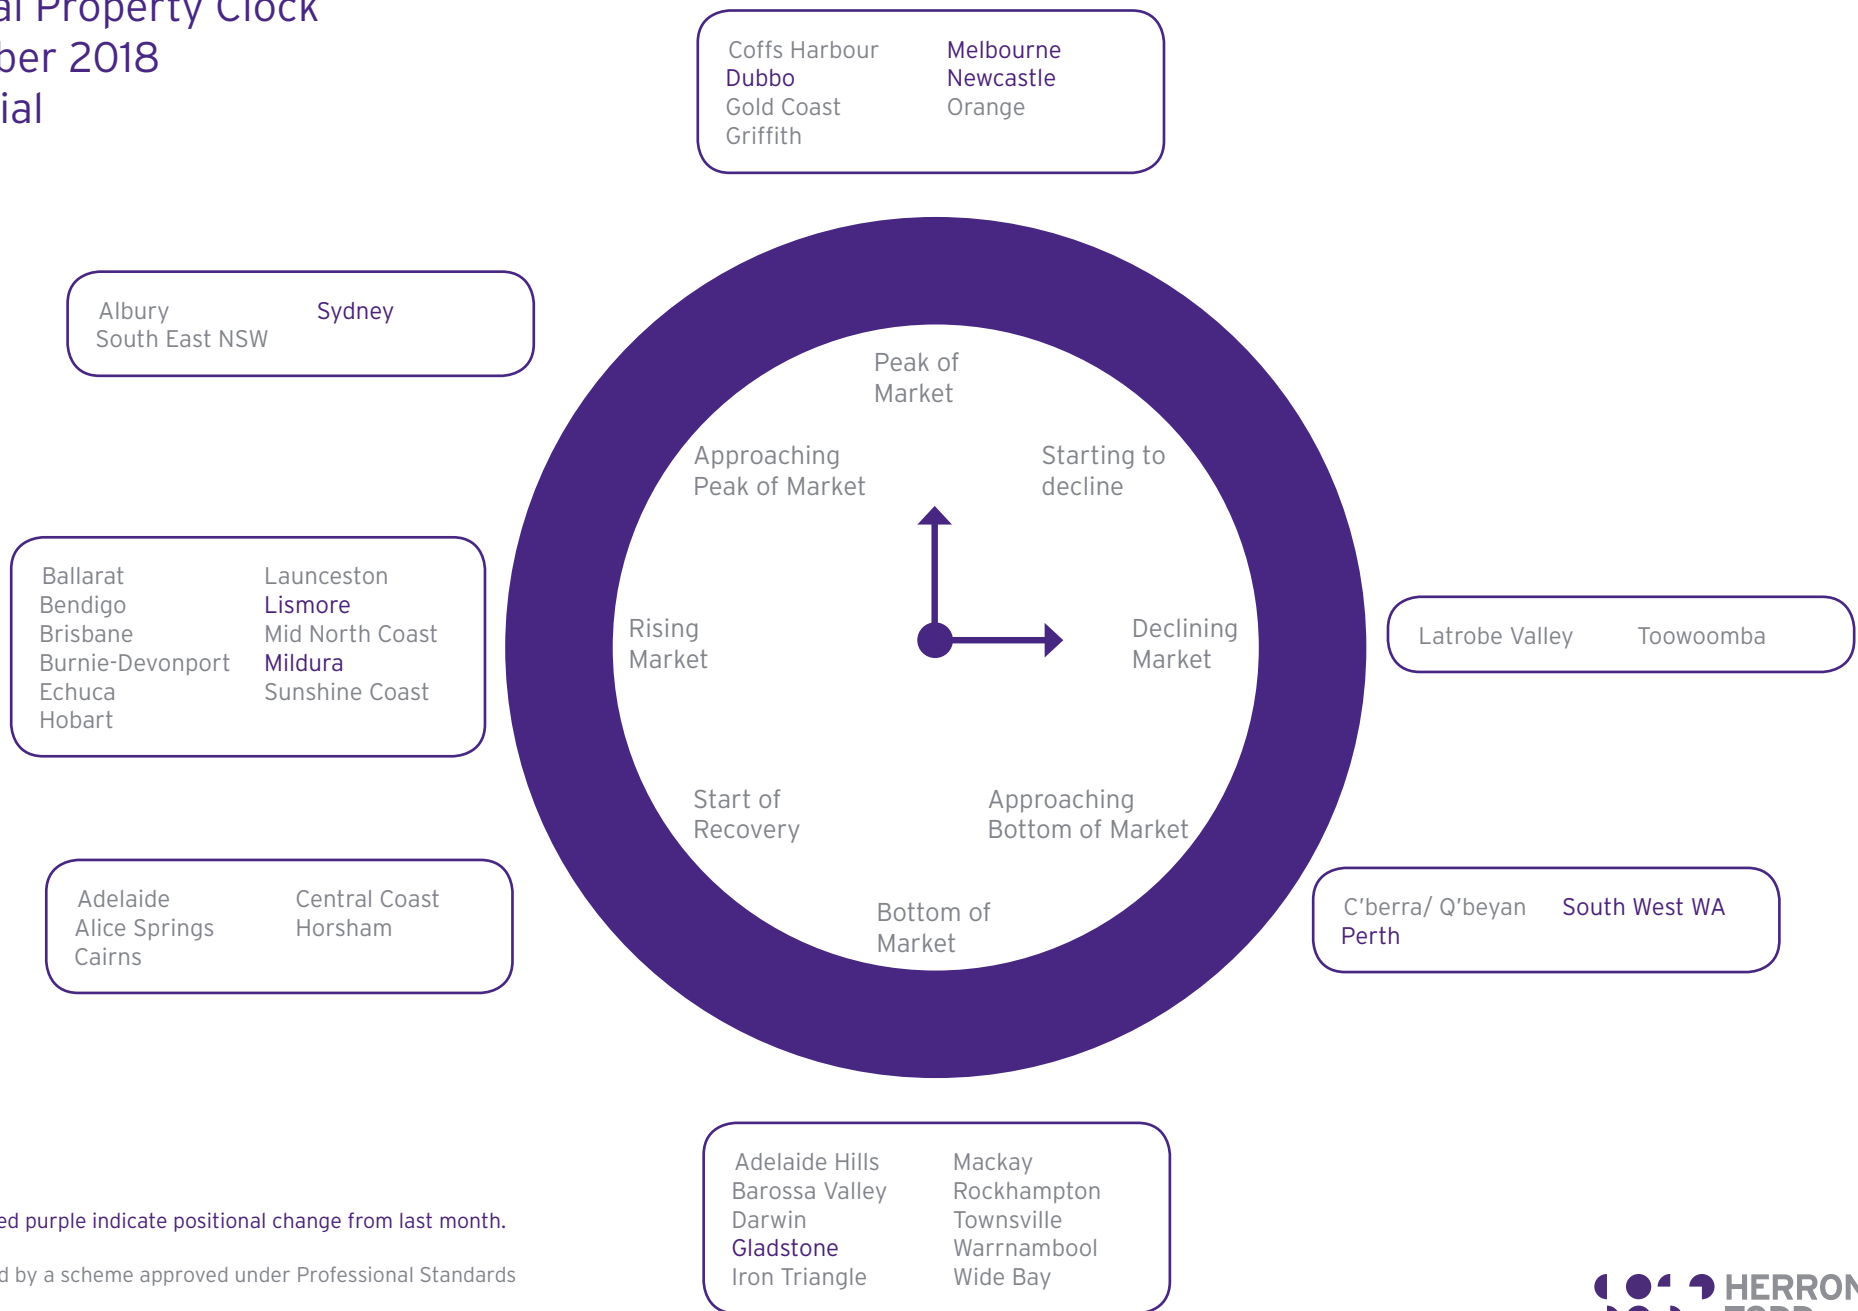 al Property Clock
ber 2018
ial
Coffs Harbour
Dubbo
Gold Coast
Griffith
Melbourne
Newcastle
Orange
Albury
South East NSW
Sydney
Peak of
Market
Approaching
Peak of Market
Starting to
decline
Rising
Market
Declining
Market
Start of
Recovery
Approaching
Bottom of Market
Bottom of
Market
Ballarat
Bendigo
Brisbane
Burnie-Devonport
Echuca
Hobart
Launceston
Lismore
Mid North Coast
Mildura
Sunshine Coast
Latrobe Valley
Toowoomba
Adelaide
Alice Springs
Cairns
Central Coast
Horsham
C'berra/ Q'beyan
Perth
South West WA
Adelaide Hills
Barossa Valley
Darwin
Gladstone
Iron Triangle
Mackay
Rockhampton
Townsville
Warrnambool
Wide Bay
ed purple indicate positional change from last month.
d by a scheme approved under Professional Standards
HERRON